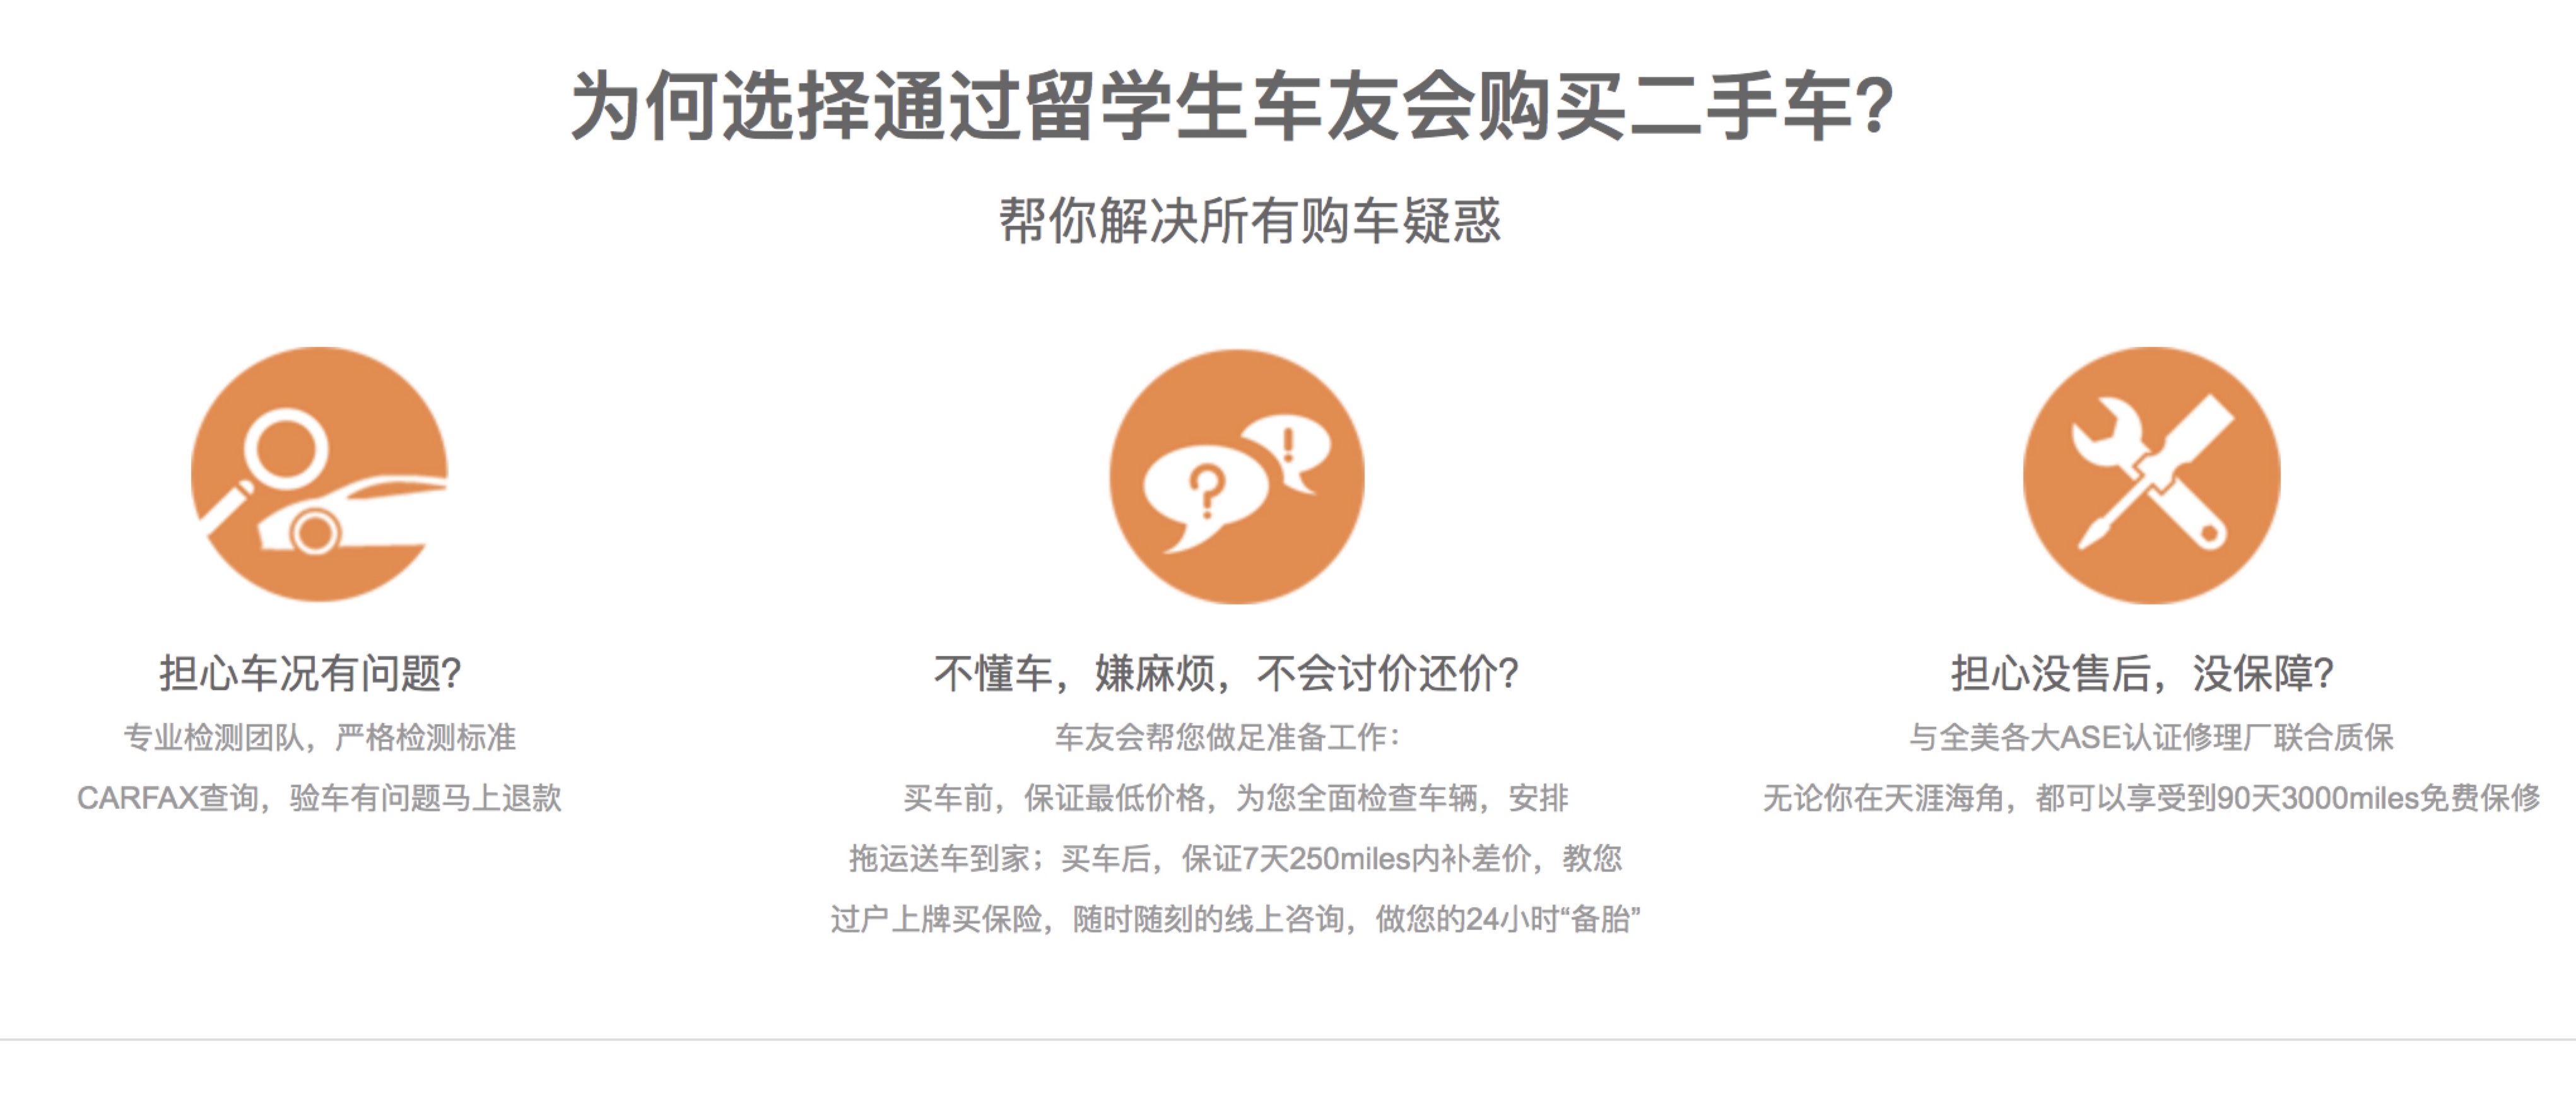 为何选择通过留学生车友会购买二手车?
帮你解决所有购车疑惑
担心车况有问题?
专业检测团队，严格检测标准
CARFAX查询，验车有问题马上退款
不懂车，嫌麻烦，不会讨价还价?
车友会帮您做足准备工作：
买车前，保证最低价格，为您全面检查车辆，安排
拖运送车到家；买车后，保证7天250miles内补差价，教您
过户上牌买保险，随时随刻的线上咨询，做您的24小时“备胎”
担心没售后，没保障?
与全美各大ASE认证修理厂联合质保
无论你在天涯海角，都可以享受到90天3000miles免费保修